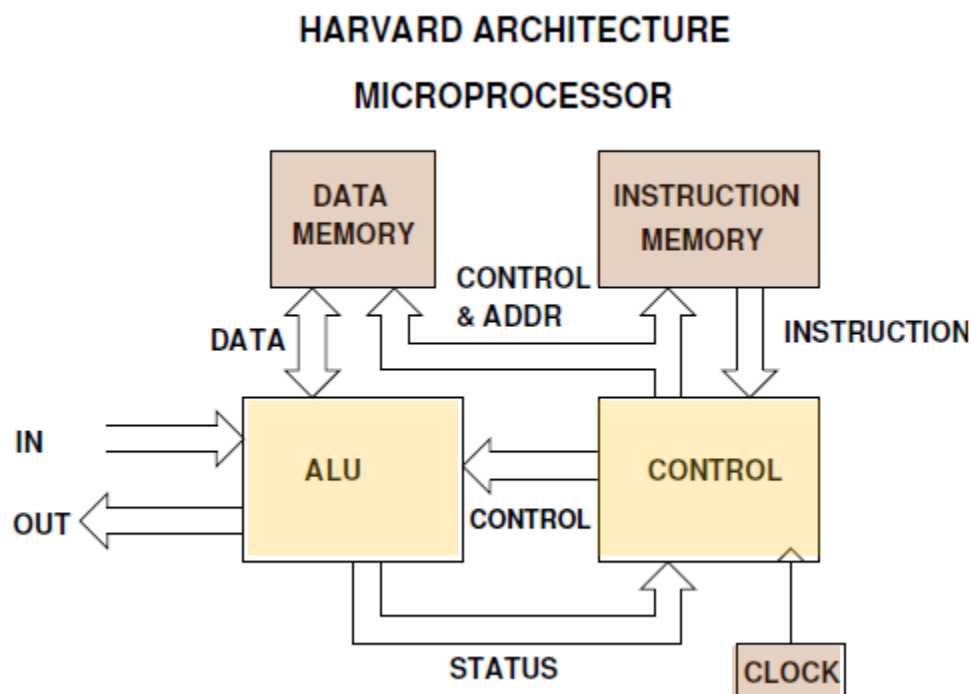 HARVARD ARCHITECTURE
MICROPROCESSOR
DATA
MEMORY
INSTRUCTION
MEMORY
CONTROL
& ADDR
DATA
INSTRUCTION
IN
ALU
CONTROL
OUT
CONTROL
STATUS
CLOCK